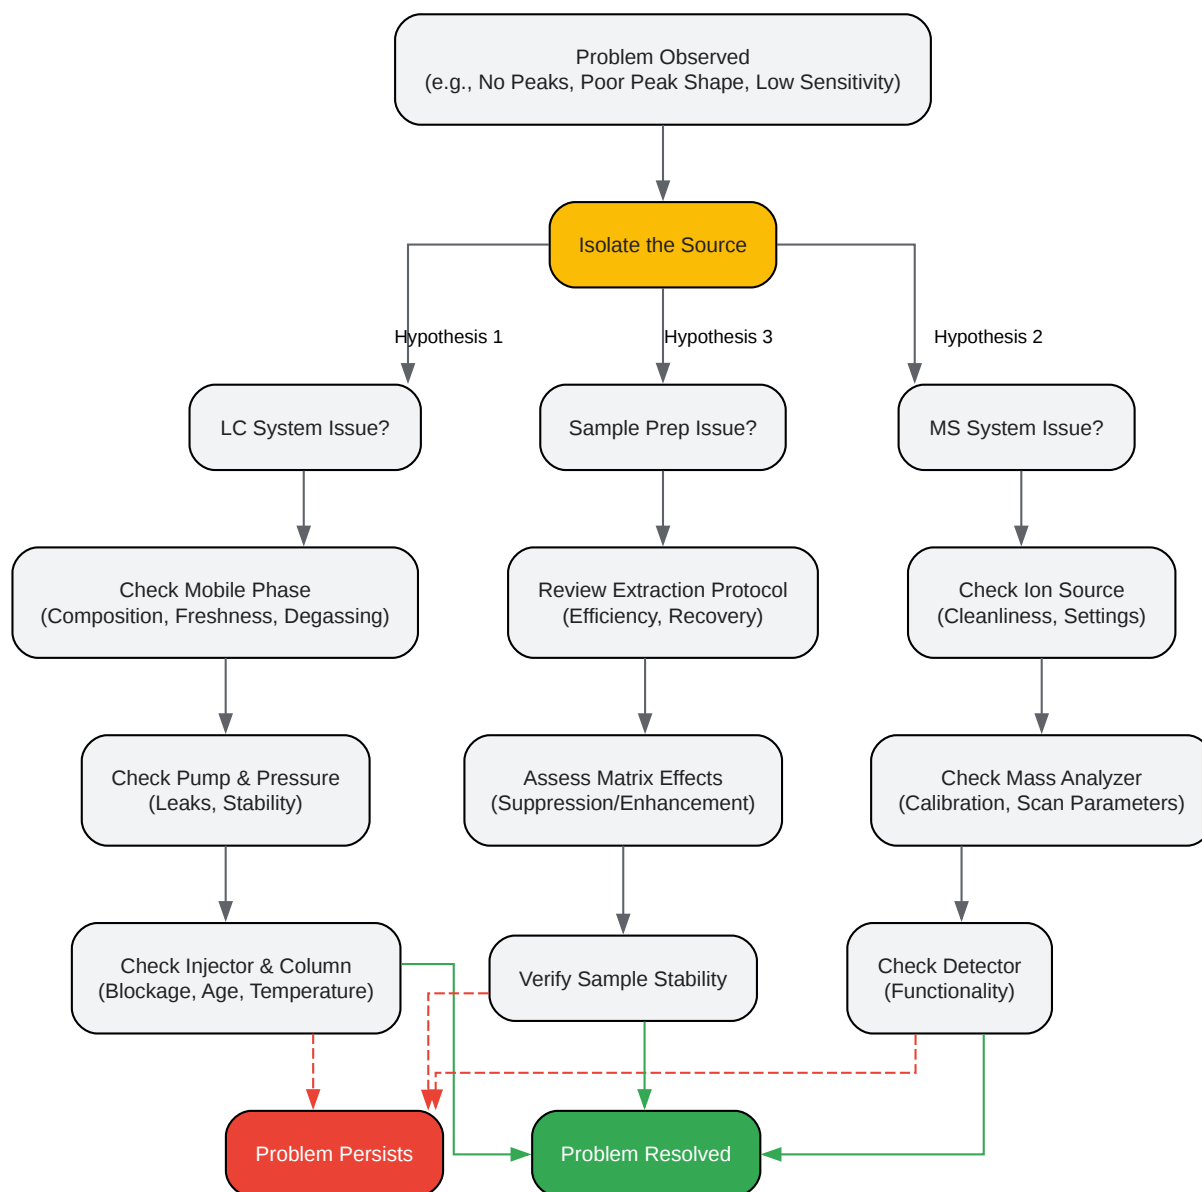 Problem Observed
(e.g., No Peaks, Poor Peak Shape, Low Sensitivity)
Isolate the Source
Hypothesis 1
Hypothesis 3
Hypothesis 2
LC System Issue?
Sample Prep Issue?
MS System Issue?
Check Mobile Phase
(Composition, Freshness, Degassing)
Review Extraction Protocol
(Efficiency, Recovery)
Check Ion Source
(Cleanliness, Settings)
Check Pump & Pressure
(Leaks, Stability)
Assess Matrix Effects
(Suppression/Enhancement)
Check Mass Analyzer
(Calibration, Scan Parameters)
Check Injector & Column
(Blockage, Age, Temperature)
Verify Sample Stability
Check Detector
(Functionality)
Problem Persists
Problem Resolved